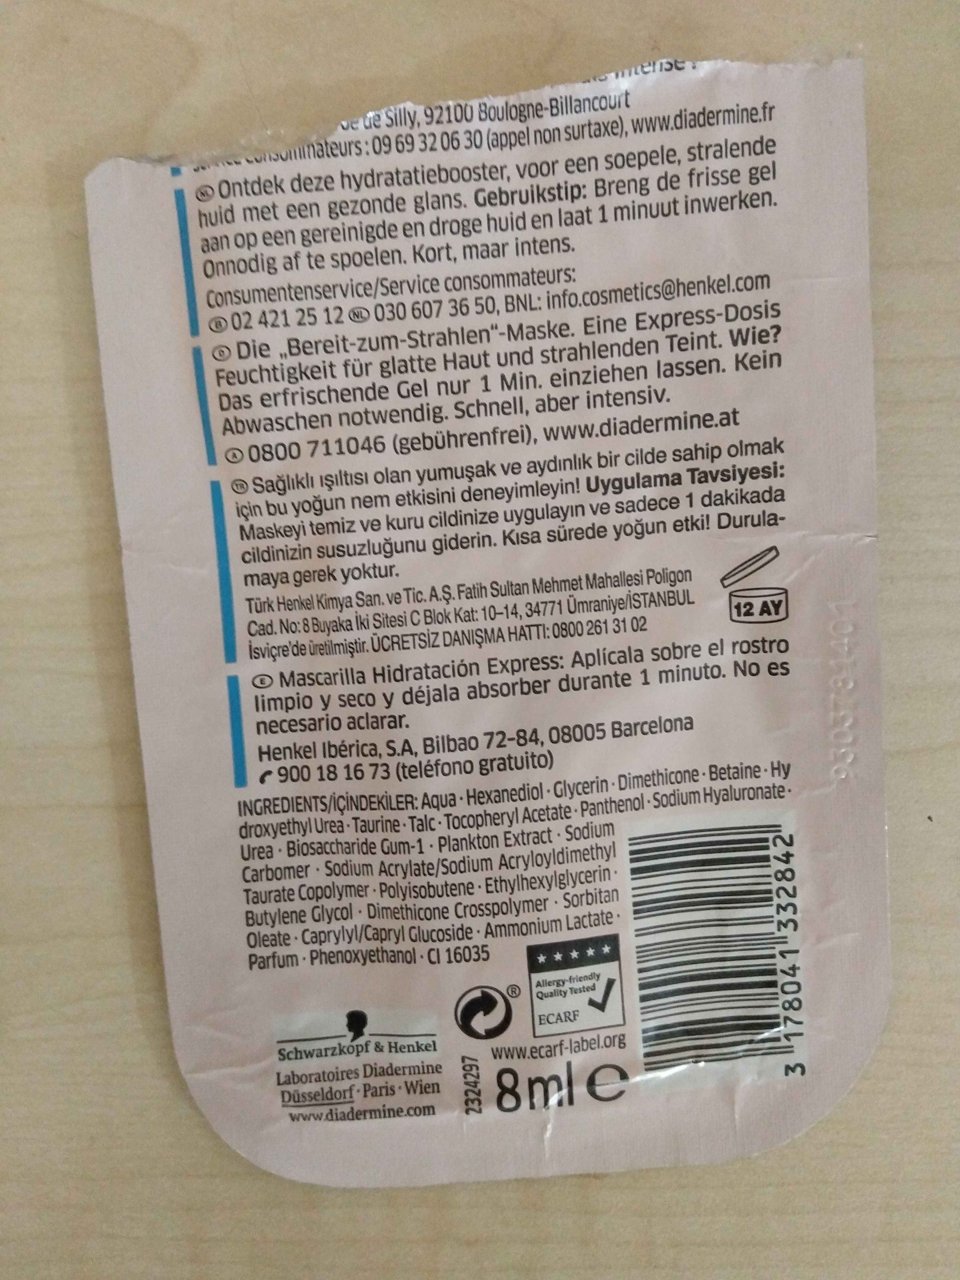 intense !
de Silly, 92100 Boulogne-Billancourt
consommateurs : 09 69 32 06 30 (appel non surtaxe), www.diadermine.fr
NL Ontdek deze hydratatiebooster, voor een soepele, stralende
huid met een gezonde glans. Gebruikstip: Breng de frisse gel
aan op een gereinigde en droge huid en laat 1 minuut inwerken.
Onnodig af te spoelen. Kort, maar intens.
Consumentenservice/Service consommateurs:
B 02 421 25 12 NL 030 607 36 50, BNL: info.cosmetics@henkel.com
D Die „Bereit-zum-Strahlen“-Maske. Eine Express-Dosis
Feuchtigkeit für glatte Haut und strahlenden Teint. Wie?
Das erfrischende Gel nur 1 Min. einziehen lassen. Kein
Abwaschen notwendig. Schnell, aber intensiv.
A 0800 711046 (gebührenfrei), www.diadermine.at
TR Sağlıklı ışıltısı olan yumuşak ve aydınlık bir cilde sahip olmak
için bu yoğun nem etkisini deneyimleyin! Uygulama Tavsiyesi:
Maskeyi temiz ve kuru cildinize uygulayın ve sadece 1 dakikada
cildinizin susuzluğunu giderin. Kısa sürede yoğun etki! Durula-
maya gerek yoktur.
Türk Henkel Kimya San. ve Tic. A.Ş. Fatih Sultan Mehmet Mahallesi Poligon
Cad. No: 8 Buyaka İki Sitesi C Blok Kat: 10–14, 34771 Ümraniye/İSTANBUL
İsviçre'de üretilmiştir. ÜCRETSİZ DANIŞMA HATTI: 0800 261 31 02
12 AY
E Mascarilla Hidratación Express: Aplícala sobre el rostro
limpio y seco y déjala absorber durante 1 minuto. No es
necesario aclarar.
Henkel Ibérica, S.A, Bilbao 72-84, 08005 Barcelona
900 18 16 73 (teléfono gratuito)
INGREDIENTS/İÇİNDEKİLER: Aqua · Hexanediol · Glycerin · Dimethicone · Betaine · Hy
droxyethyl Urea · Taurine · Talc · Tocopheryl Acetate · Panthenol · Sodium Hyaluronate ·
Urea · Biosaccharide Gum-1 · Plankton Extract · Sodium
Carbomer · Sodium Acrylate/Sodium Acryloyldimethyl
Taurate Copolymer · Polyisobutene · Ethylhexylglycerin ·
Butylene Glycol · Dimethicone Crosspolymer · Sorbitan
Oleate · Caprylyl/Capryl Glucoside · Ammonium Lactate ·
Parfum · Phenoxyethanol · CI 16035
Allergy-friendly
Quality Tested
ECARF
www.ecarf-label.org
®
Schwarzkopf & Henkel
Laboratoires Diadermine
Düsseldorf · Paris · Wien
www.diadermine.com
2324297
8 ml e
3 178041 332842